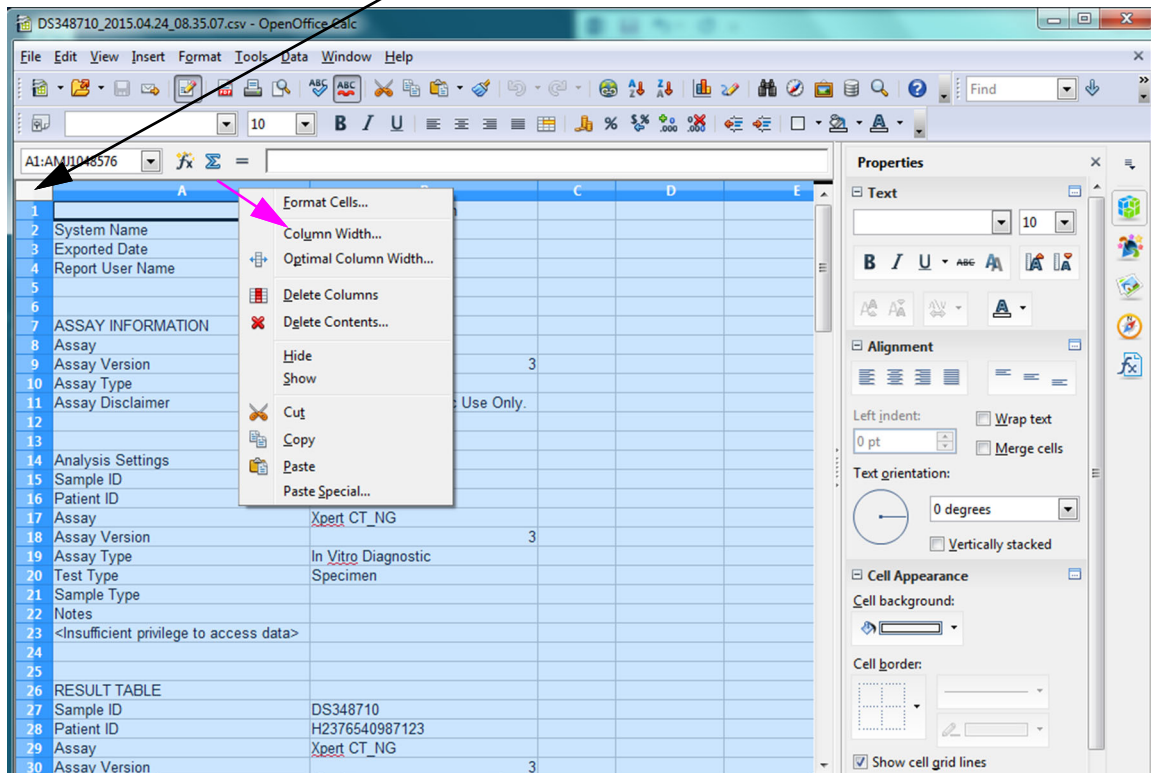 DS348710_2015.04.24_08.35.07.csv - OpenOffice Calc
File Edit View Insert Format Tools Data Window Help
Find
10
A1:AMJ1048576
A C D E
1
2 System Name
3 Exported Date
4 Report User Name
5
6
7 ASSAY INFORMATION
8 Assay
9 Assay Version 3
10 Assay Type
11 Assay Disclaimer Use Only.
12
13
14 Analysis Settings
15 Sample ID
16 Patient ID
17 Assay Xpert CT_NG
18 Assay Version 3
19 Assay Type In Vitro Diagnostic
20 Test Type Specimen
21 Sample Type
22 Notes
23 <Insufficient privilege to access data>
24
25
26 RESULT TABLE
27 Sample ID DS348710
28 Patient ID H2376540987123
29 Assay Xpert CT_NG
30 Assay Version 3
Format Cells...
Column Width...
Optimal Column Width...
Delete Columns
Delete Contents...
Hide
Show
Cut
Copy
Paste
Paste Special...
Properties
Text
10
B I U ABC
Alignment
Left indent:
0 pt
Wrap text
Merge cells
Text orientation:
0 degrees
Vertically stacked
Cell Appearance
Cell background:
Cell border:
Show cell grid lines